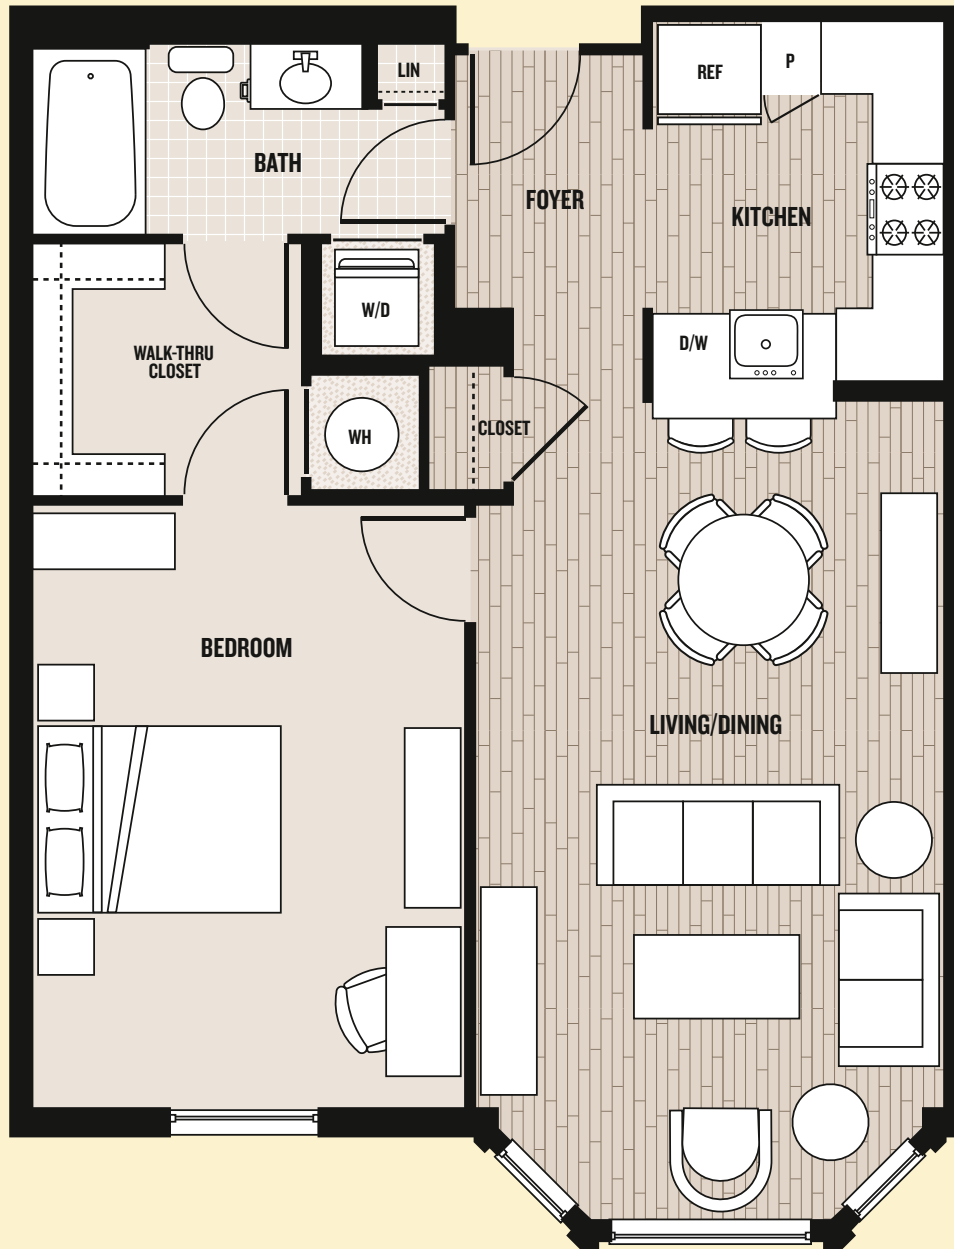 LIN
REF
P
BATH
FOYER
KITCHEN
W/D
D/W
WALK-THRU
CLOSET
WH
CLOSET
BEDROOM
LIVING/DINING